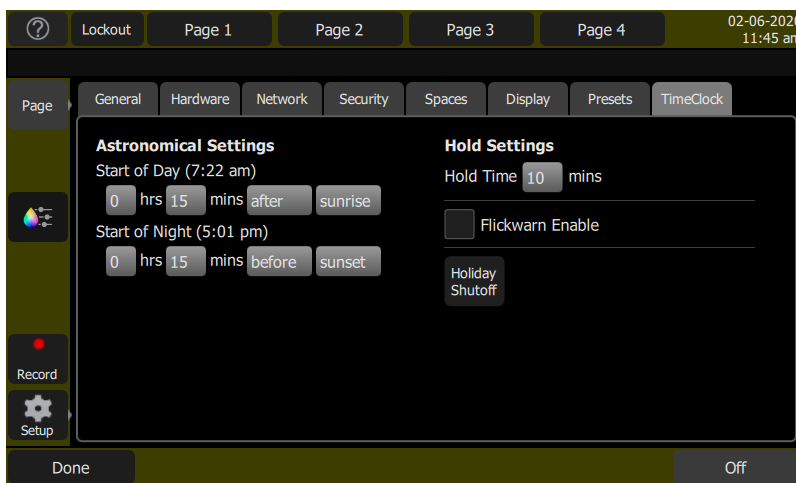 ?
Lockout
Page 1
Page 2
Page 3
Page 4
02-06-2026
11:45 am
Page
General
Hardware
Network
Security
Spaces
Display
Presets
TimeClock
Astronomical Settings
Start of Day (7:22 am)
0 hrs 15 mins after sunrise
Start of Night (5:01 pm)
0 hrs 15 mins before sunset
Hold Settings
Hold Time 10 mins
Flickwarn Enable
Holiday
Shutoff
Record
Setup
Done
Off